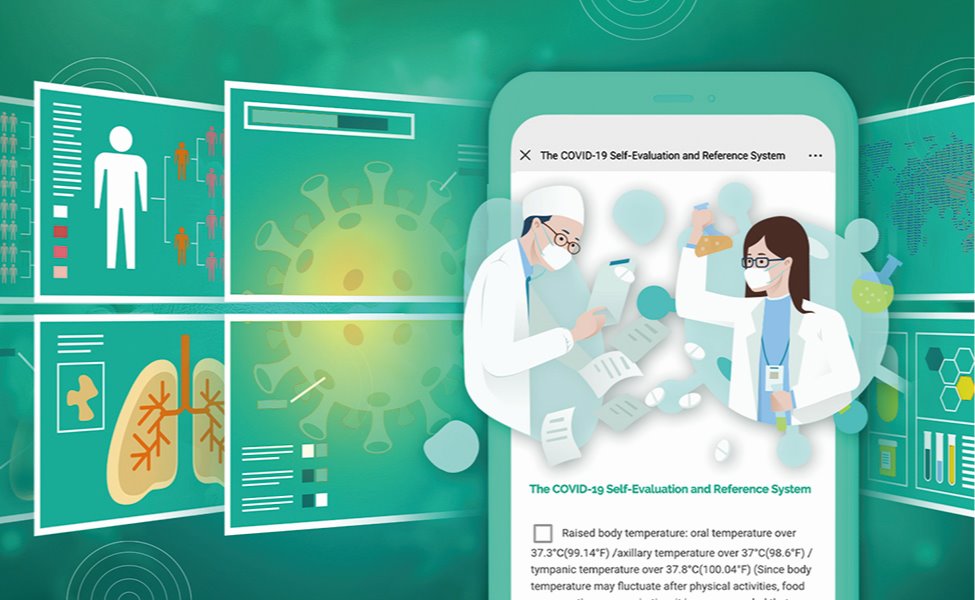 The COVID-19 Self-Evaluation and Reference System
The COVID-19 Self-Evaluation and Reference System
Raised body temperature: oral temperature over
37.3°C(99.14°F) /axillary temperature over 37°C(98.6°F) /
tympanic temperature over 37.8°C(100.04°F) (Since body
temperature may fluctuate after physical activities, food